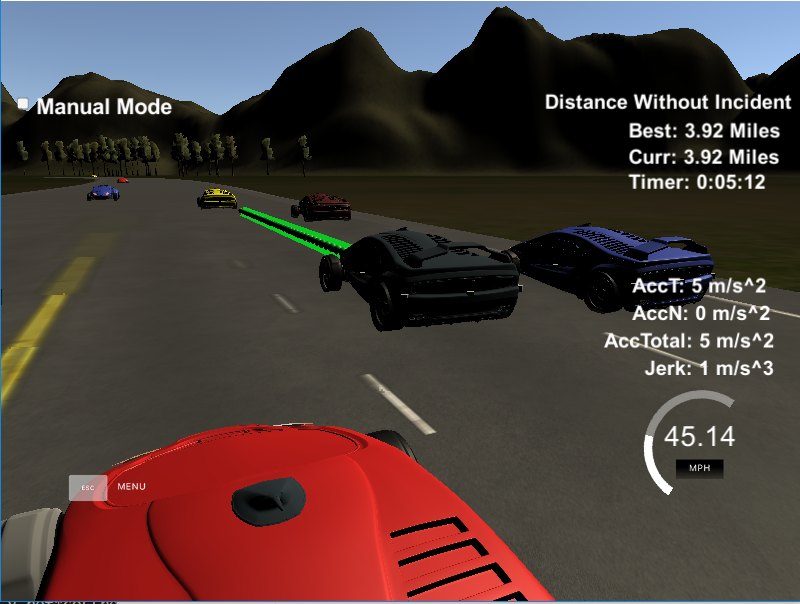 Manual Mode
Distance Without Incident
Best: 3.92 Miles
Curr: 3.92 Miles
Timer: 0:05:12
AccT: 5 m/s^2
AccN: 0 m/s^2
AccTotal: 5 m/s^2
Jerk: 1 m/s^3
45.14
MPH
ESC MENU